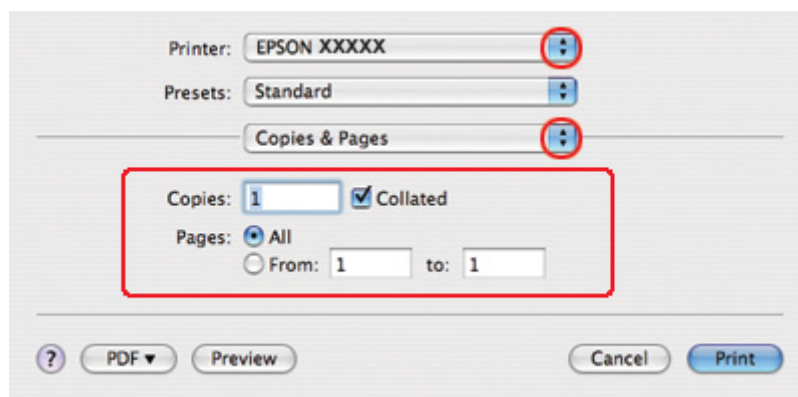 Printer: EPSON XXXXX
Presets: Standard
Copies & Pages
Copies: 1 Collated
Pages: All
From: 1 to: 1
? PDF ▼ Preview Cancel Print